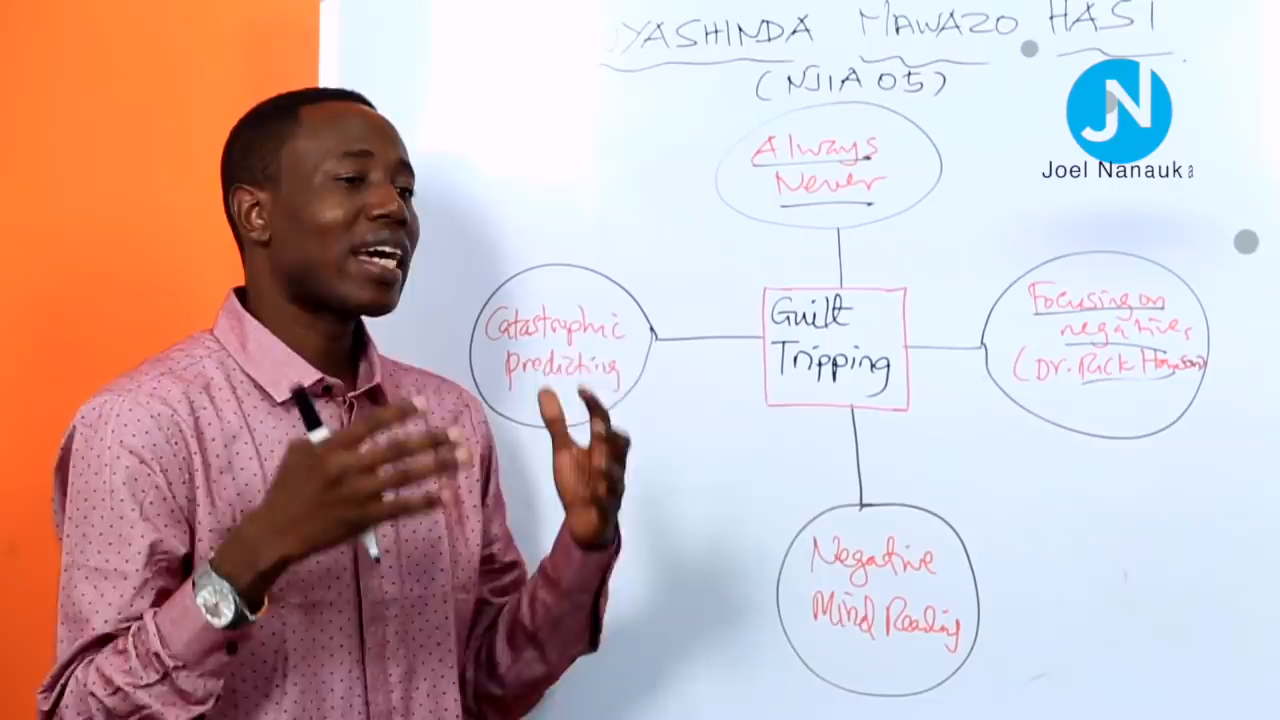 MAWAZO HASI
(NJIA 05)
JN
Joel Nanauka
Always
Never
Catastrophic
predicting
Guilt
Tripping
Focusing on
negatives
(Dr. Rick
Negative
Mind Reading